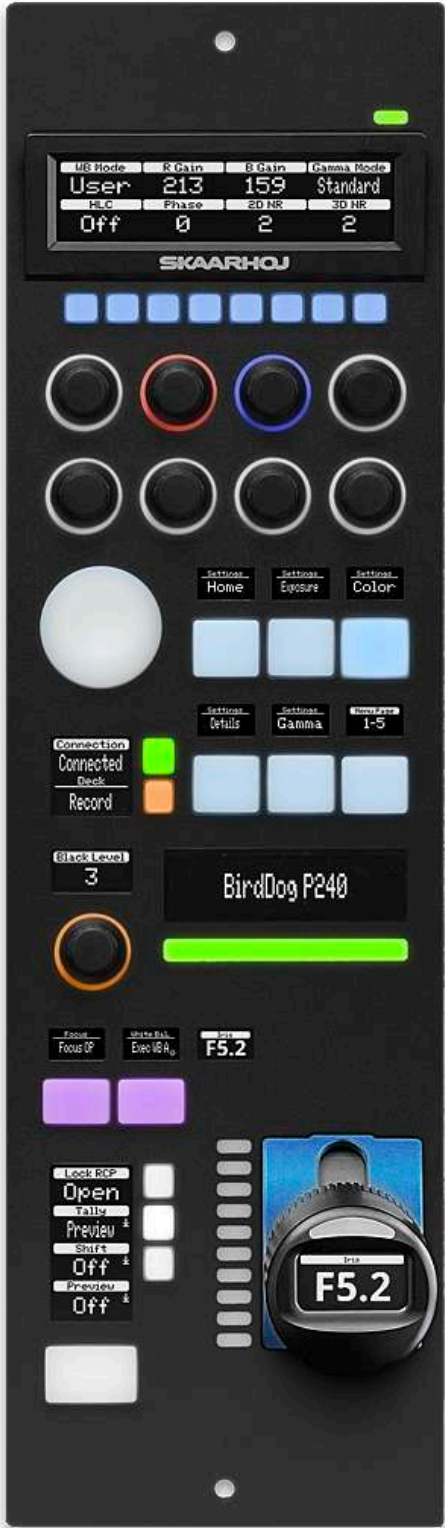 WB Mode R Gain B Gain Gamma Mode
User 213 159 Standard
HLC Phase 2D NR 3D NR
Off 0 2 2
SKAARHOJ
Settings Settings Settings
Home Exposure Color
Settings Settings Menu Page
Details Gamma 1-5
Connection
Connected
Deck
Record
Black Level
3
BirdDog P240
Focus White Bal. Iris
Focus OP Exec WB A F5.2
Lock RCP
Open
Tally
Preview
Shift
Off
Preview
Off
Iris
F5.2